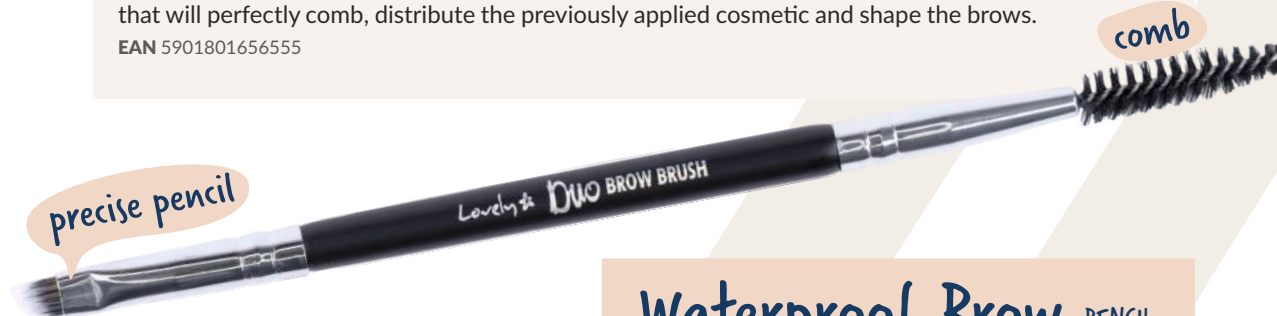 that will perfectly comb, distribute the previously applied cosmetic and shape the brows.
EAN 5901801656555
comb
precise pencil
Lovely DUO BROW BRUSH
Waterproof Brow PENCIL